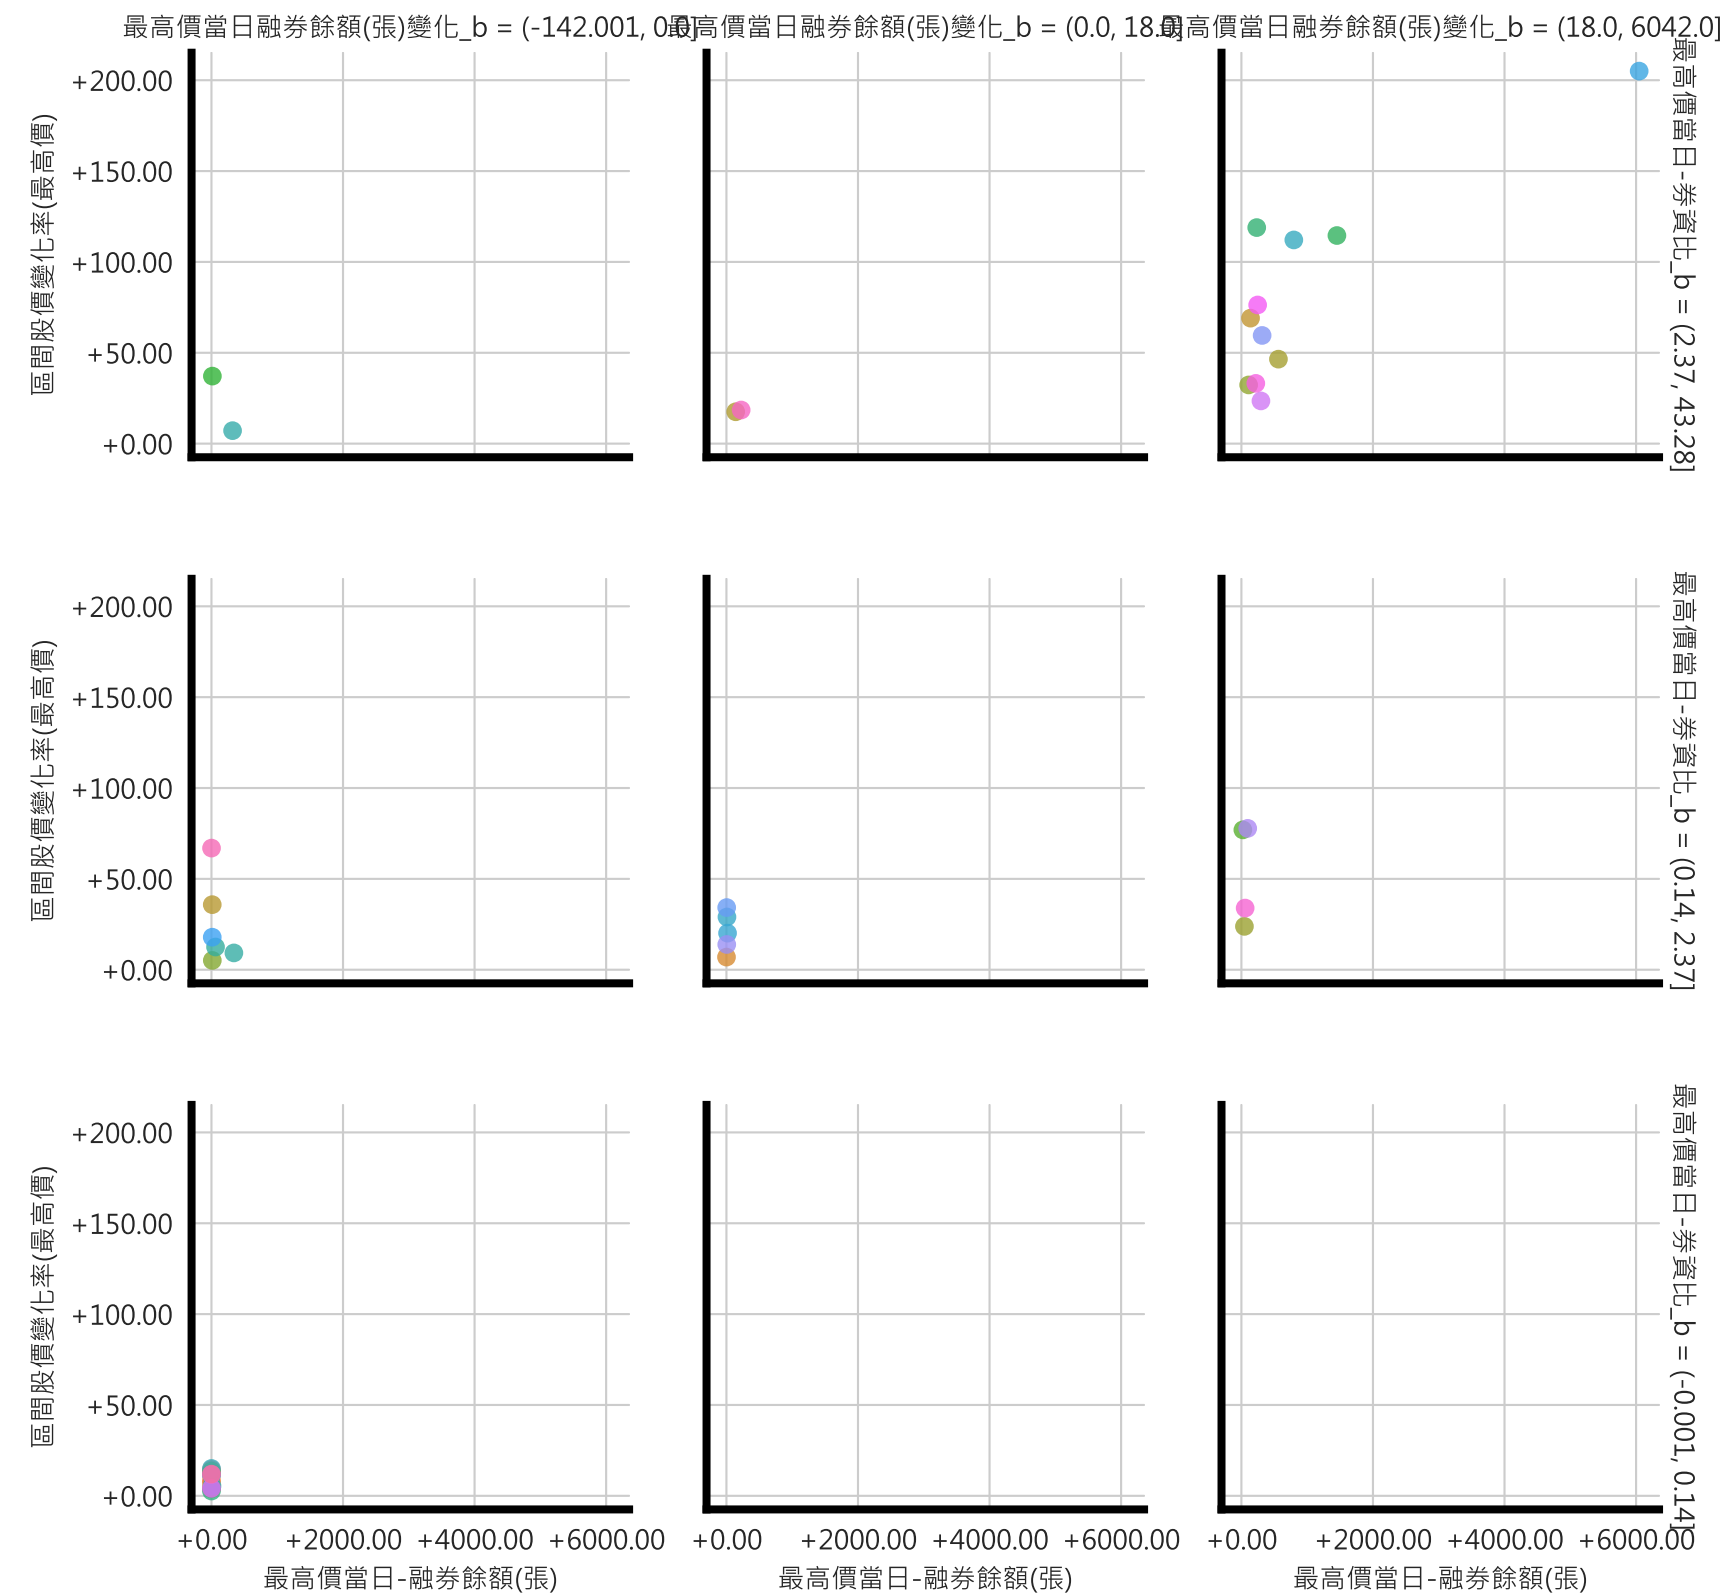 最高價當日融券餘額(張)變化_b = (-142.001, 0.0]
最高價當日融券餘額(張)變化_b = (0.0, 18.0]
最高價當日融券餘額(張)變化_b = (18.0, 6042.0]
區間股價變化率(最高價)
+200.00
+150.00
+100.00
+50.00
+0.00
最高價當日-券資比_b = (2.37, 43.28]
區間股價變化率(最高價)
+200.00
+150.00
+100.00
+50.00
+0.00
最高價當日-券資比_b = (0.14, 2.37]
區間股價變化率(最高價)
+200.00
+150.00
+100.00
+50.00
+0.00
最高價當日-券資比_b = (-0.001, 0.14]
+0.00 +2000.00 +4000.00 +6000.00
+0.00 +2000.00 +4000.00 +6000.00
+0.00 +2000.00 +4000.00 +6000.00
最高價當日-融券餘額(張)
最高價當日-融券餘額(張)
最高價當日-融券餘額(張)